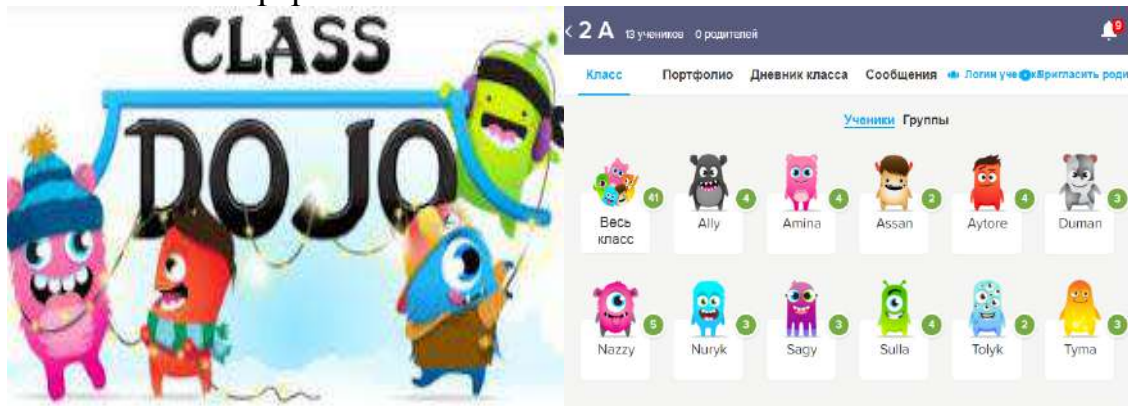 CLASS
DOJO
2 A 13 учеников 0 родителей
9
Класс Портфолио Дневник класса Сообщения Логин Пригласить
Ученики Группы
41 4 4 2 4 3
Весь класс Ally Amina Assan Aytore Duman
5 3 3 4 2 3
Nazzy Nuryk Sagy Sulla Tolyk Tyma